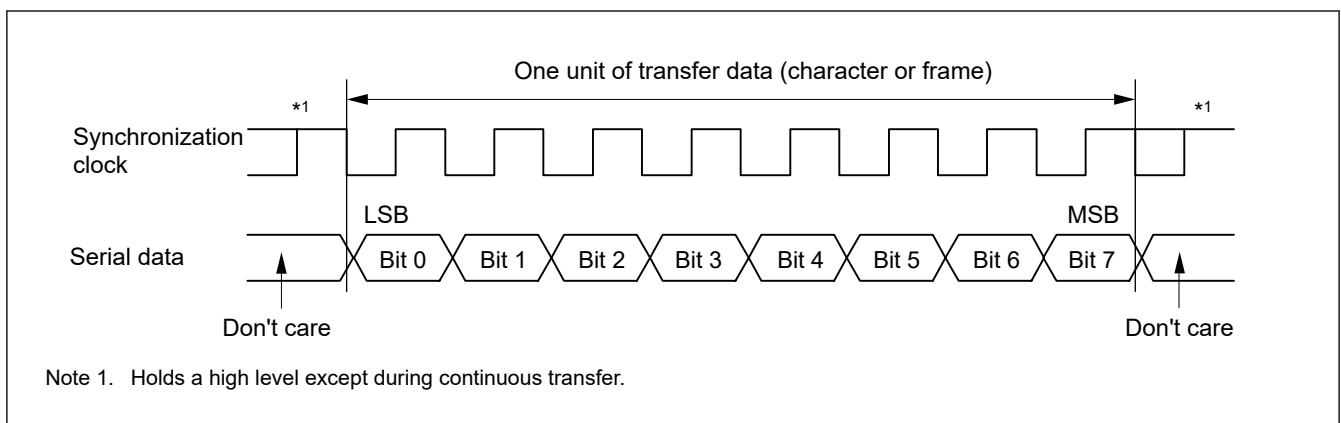 One unit of transfer data (character or frame)
*1 *1
Synchronization
clock
LSB MSB
Serial data Bit 0 Bit 1 Bit 2 Bit 3 Bit 4 Bit 5 Bit 6 Bit 7
Don't care Don't care
Note 1. Holds a high level except during continuous transfer.